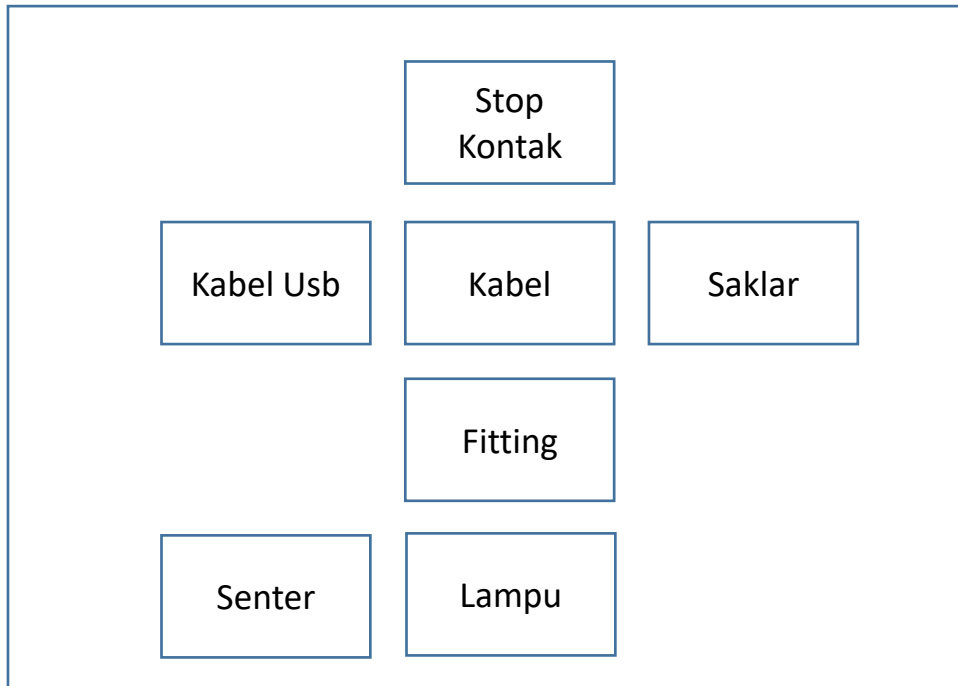 Stop
Kontak
Kabel Usb
Kabel
Saklar
Fitting
Senter
Lampu